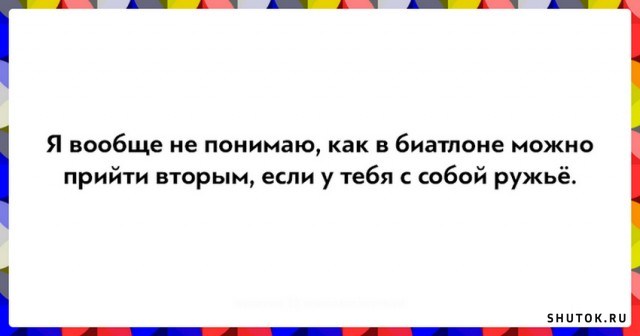 Я вообще не понимаю, как в биатлоне можно
прийти вторым, если у тебя с собой ружьё.
SHUTOK.RU